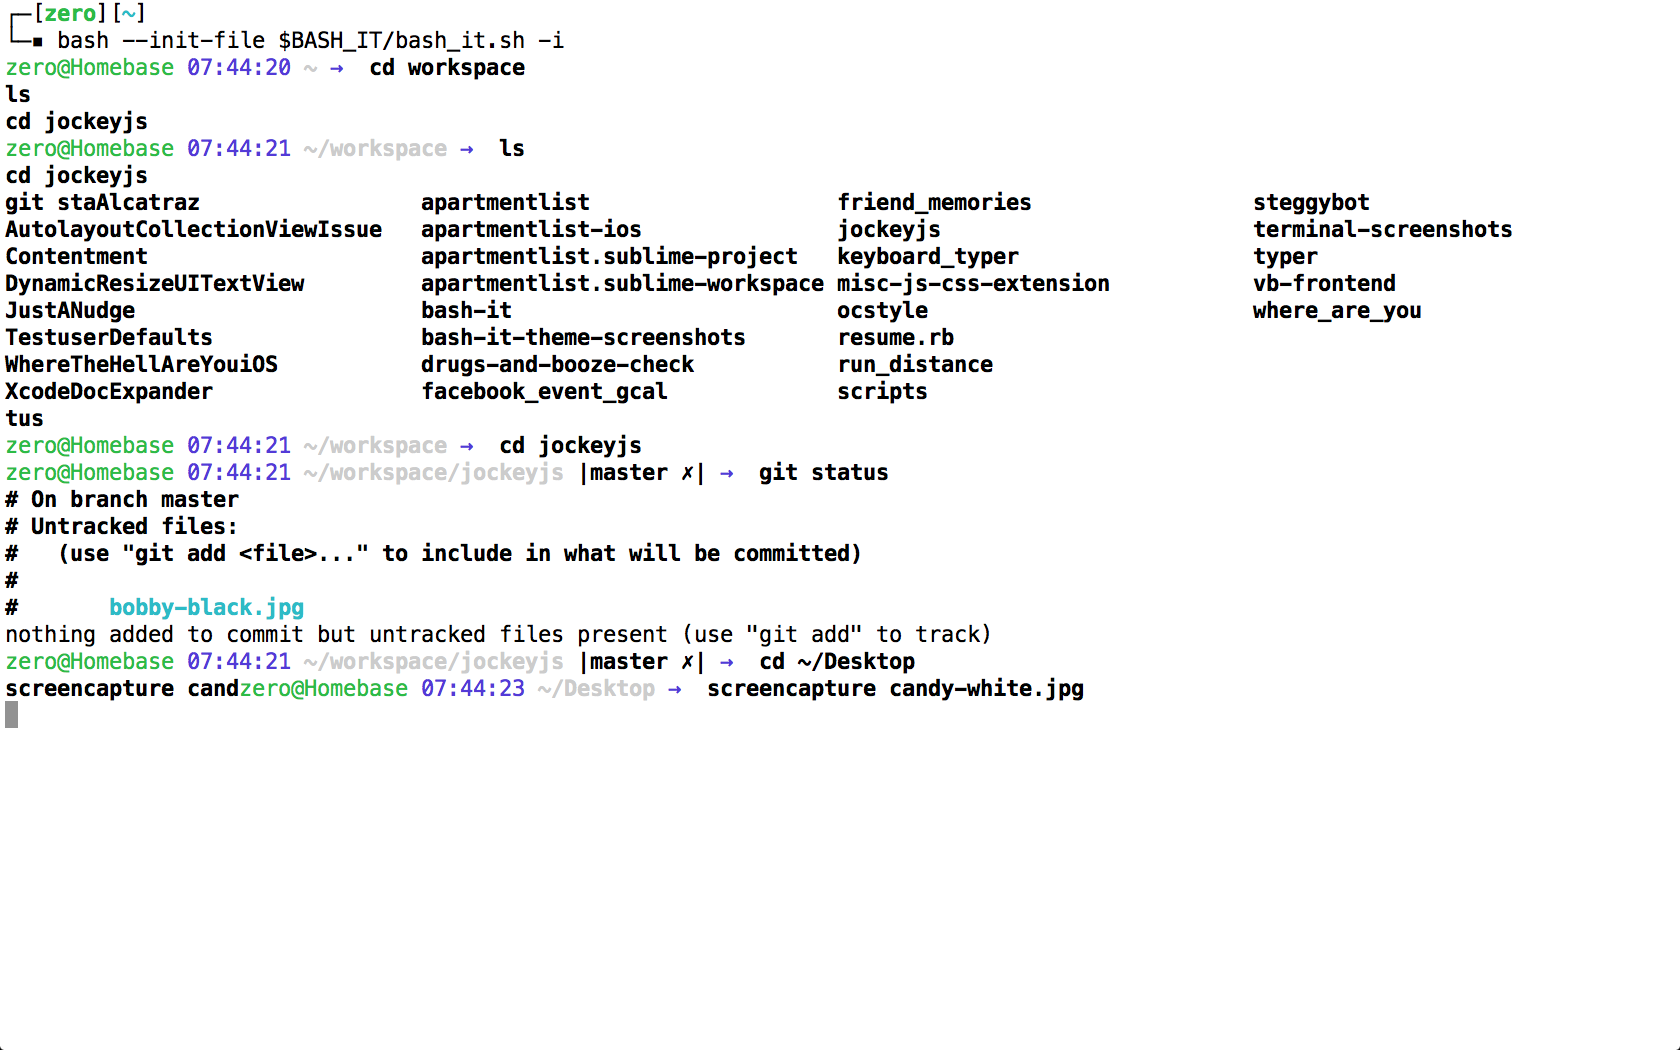 ┌─[zero][~]
└─▪ bash --init-file $BASH_IT/bash_it.sh -i
zero@Homebase 07:44:20 ~ →  cd workspace
ls
cd jockeyjs
zero@Homebase 07:44:21 ~/workspace →  ls
cd jockeyjs
git staAlcatraz                 apartmentlist                   friend_memories                 steggybot
AutolayoutCollectionViewIssue   apartmentlist-ios               jockeyjs                        terminal-screenshots
Contentment                     apartmentlist.sublime-project   keyboard_typer                  typer
DynamicResizeUITextView         apartmentlist.sublime-workspace misc-js-css-extension           vb-frontend
JustANudge                      bash-it                         ocstyle                         where_are_you
TestuserDefaults                bash-it-theme-screenshots       resume.rb
WhereTheHellAreYouiOS           drugs-and-booze-check           run_distance
XcodeDocExpander                facebook_event_gcal             scripts
tus
zero@Homebase 07:44:21 ~/workspace →  cd jockeyjs
zero@Homebase 07:44:21 ~/workspace/jockeyjs |master ✗| →  git status
# On branch master
# Untracked files:
#   (use "git add <file>..." to include in what will be committed)
#
#       bobby-black.jpg
nothing added to commit but untracked files present (use "git add" to track)
zero@Homebase 07:44:21 ~/workspace/jockeyjs |master ✗| →  cd ~/Desktop
screencapture candzero@Homebase 07:44:23 ~/Desktop →  screencapture candy-white.jpg